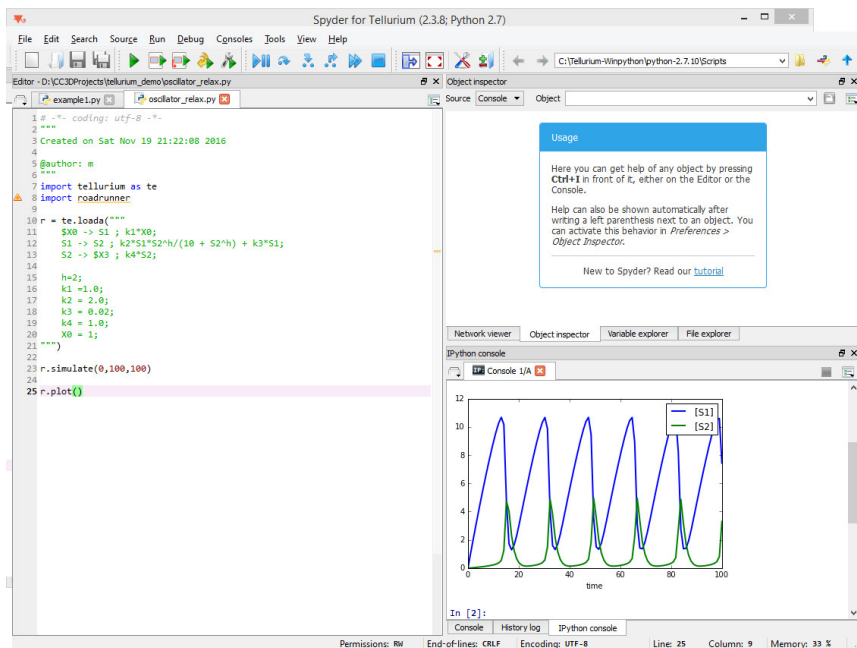 Spyder for Tellurium (2.3.8; Python 2.7)
File Edit Search Source Run Debug Consoles Tools View Help
C:\Tellurium-Winpython\python-2.7.10\Scripts
Editor - D:\CC3DProjects\tellurium_demo\oscillator_relax.py
example1.py
oscillator_relax.py
1 # -*- coding: utf-8 -*-
2 """
3 Created on Sat Nov 19 21:22:08 2016
4
5 @author: m
6 """
7 import tellurium as te
8 import roadrunner
9
10 r = te.loada("""
11 $X0 -> S1 ; k1*X0;
12 S1 -> S2 ; k2*S1*S2^h/(10 + S2^h) + k3*S1;
13 S2 -> $X3 ; k4*S2;
14
15 h=2;
16 k1 =1.0;
17 k2 = 2.0;
18 k3 = 0.02;
19 k4 = 1.0;
20 X0 = 1;
21 """)
22
23 r.simulate(0,100,100)
24
25 r.plot()
Object inspector
Source Console Object
Usage
Here you can get help of any object by pressing
Ctrl+I in front of it, either on the Editor or the
Console.
Help can also be shown automatically after
writing a left parenthesis next to an object. You
can activate this behavior in Preferences >
Object Inspector.
New to Spyder? Read our tutorial
Network viewer Object inspector Variable explorer File explorer
IPython console
IP: Console 1/A
12
10
8
6
4
2
0
[S1]
[S2]
0 20 40 60 80 100
time
In [2]:
Console History log IPython console
Permissions: RW End-of-lines: CRLF Encoding: UTF-8 Line: 25 Column: 9 Memory: 33 %